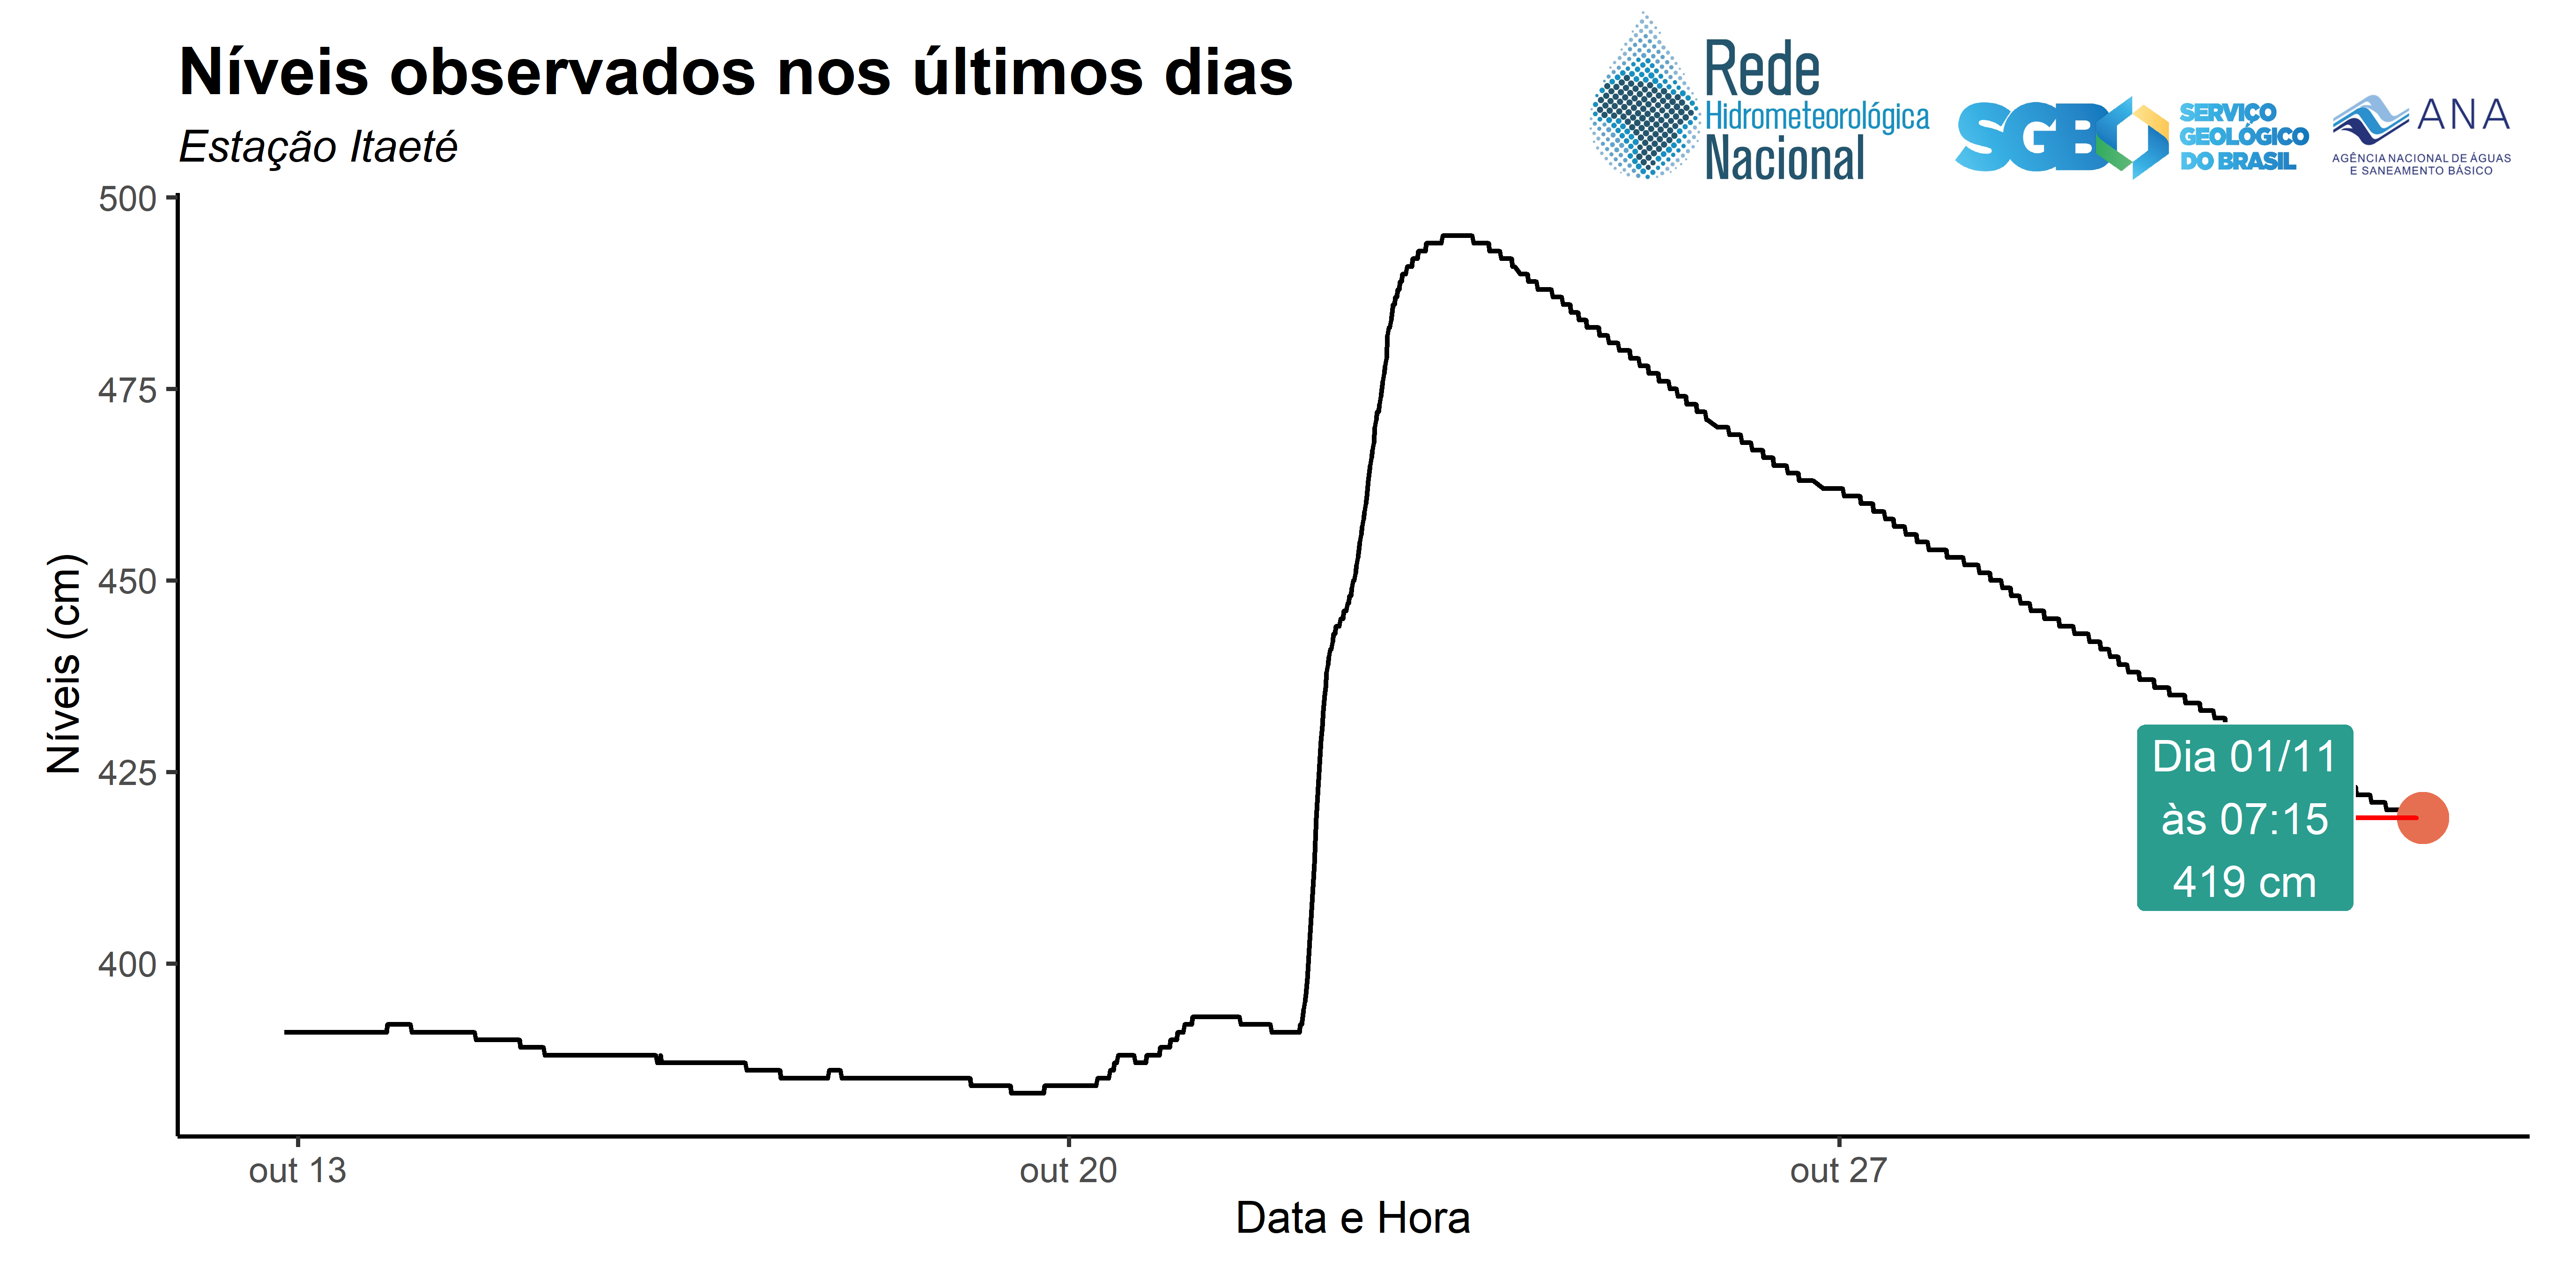 Níveis observados nos últimos dias
Estação Itaeté
Rede
Hidrometeorológica
Nacional
SGB
SERVIÇO
GEOLÓGICO
DO BRASIL
ANA
AGÊNCIA NACIONAL DE ÁGUAS
E SANEAMENTO BÁSICO
500
475
450
425
400
Níveis (cm)
Dia 01/11
às 07:15
419 cm
out 13
out 20
out 27
Data e Hora